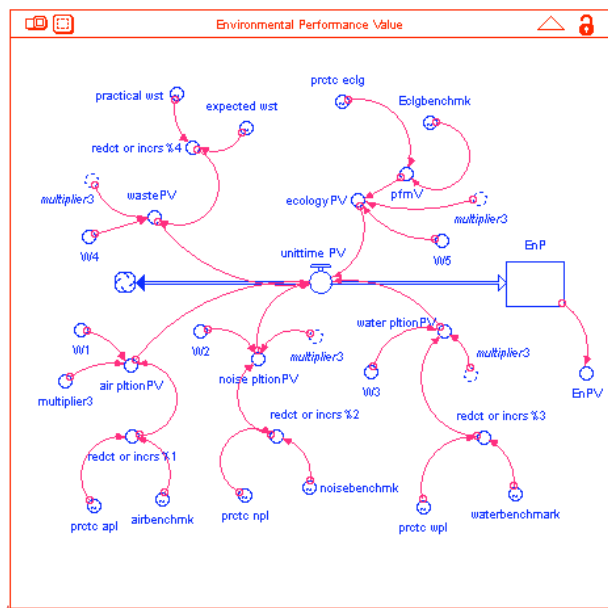 Environmental Performance Value
prctc eclg
practical wst
expected wst
Eclgbenchmk
redct or incrs %4
pfmV
multiplier3
wastePV
ecologyPV
multiplier3
W4
W5
unittime PV
EnP
water pltionPV
W1
W2
multiplier3
multiplier3
W3
air pltionPV
noise pltionPV
EnPV
multiplier3
redct or incrs %2
redct or incrs %3
redct or incrs %1
noisebenchmk
prctc apl
airbenchmk
prctc npl
prctc wpl
waterbenchmark